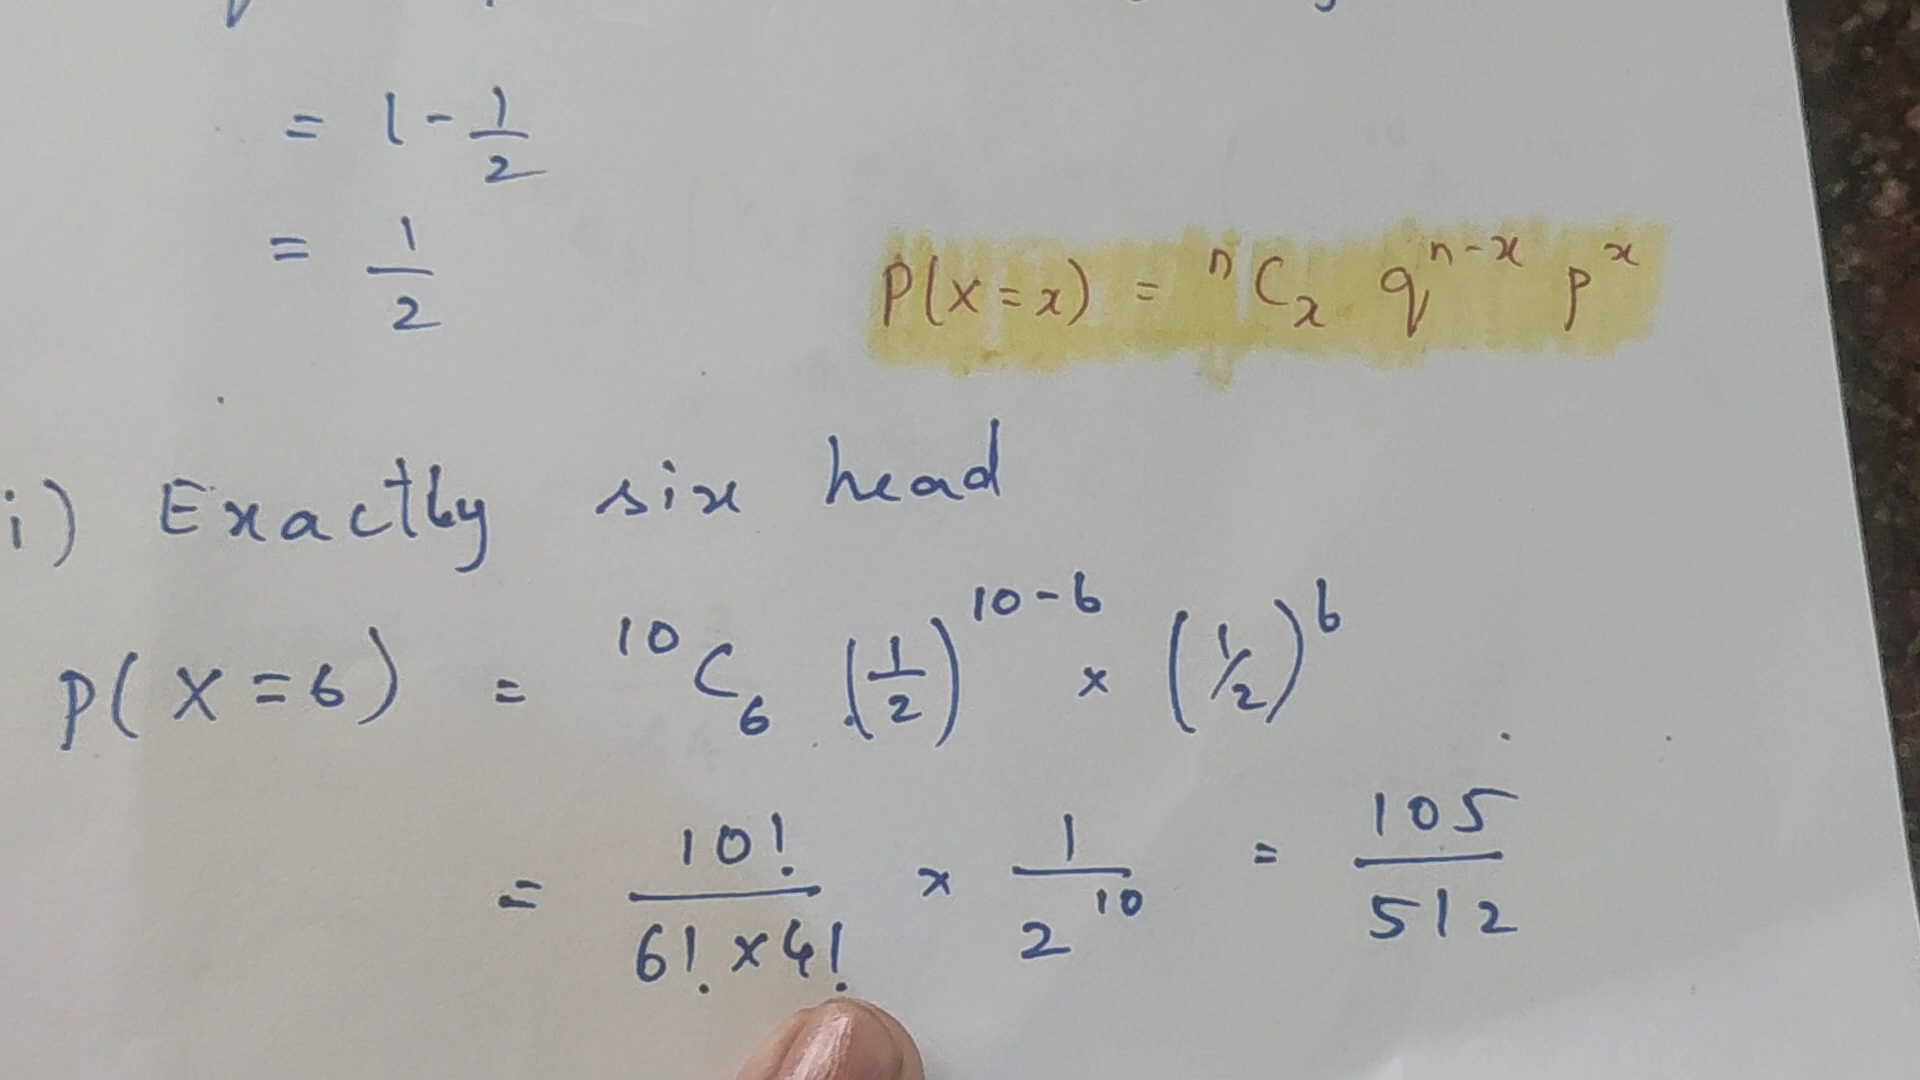 = 1 - 1/2
= 1/2
P(X = x) = ⁿCₓ qⁿ⁻ˣ pˣ
i) Exactly six head
P(X = 6) = ¹⁰C₆ (1/2)¹⁰⁻⁶ × (1/2)⁶
= 10!/(6! × 4!) × 1/2¹⁰ = 105/512